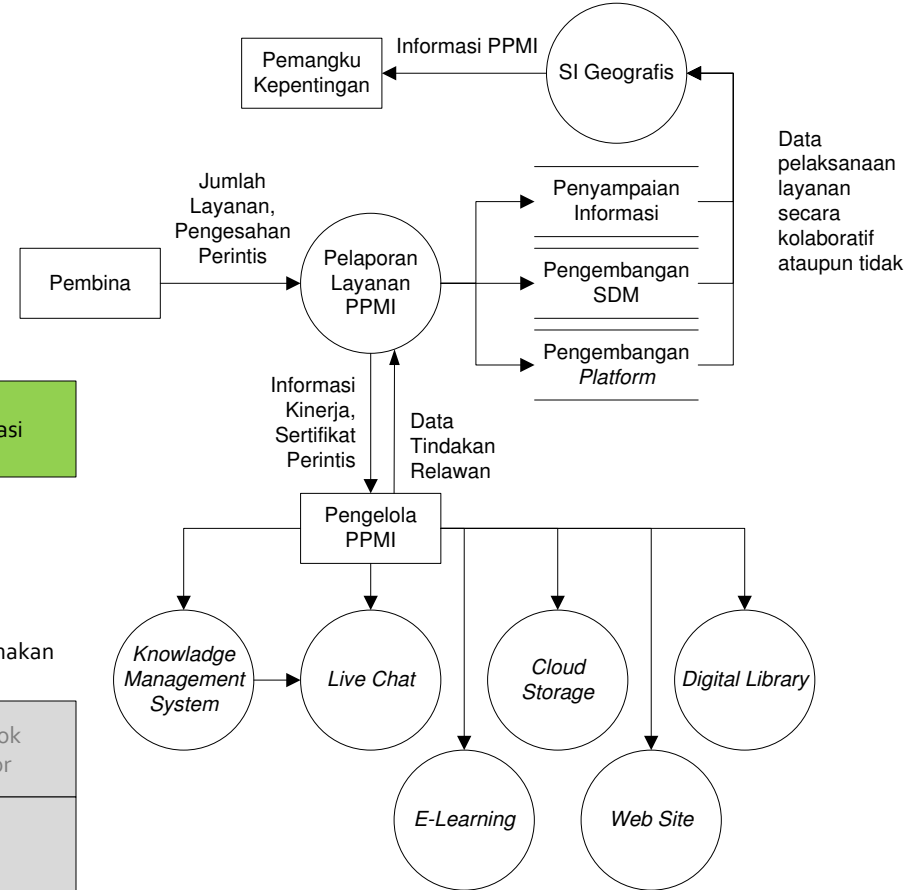 Informasi PPMI
Pemangku
Kepentingan
SI Geografis
Data
pelaksanaan
layanan
secara
kolaboratif
ataupun tidak
Jumlah
Layanan,
Pengesahan
Perintis
Penyampaian
Informasi
Pembina
Pelaporan
Layanan
PPMI
Pengembangan
SDM
Pengembangan
Platform
Informasi
Kinerja,
Sertifikat
Perintis
Data
Tindakan
Relawan
asi
Pengelola
PPMI
nakan
Knowladge
Management
System
Live Chat
Cloud
Storage
Digital Library
ok
or
E-Learning
Web Site